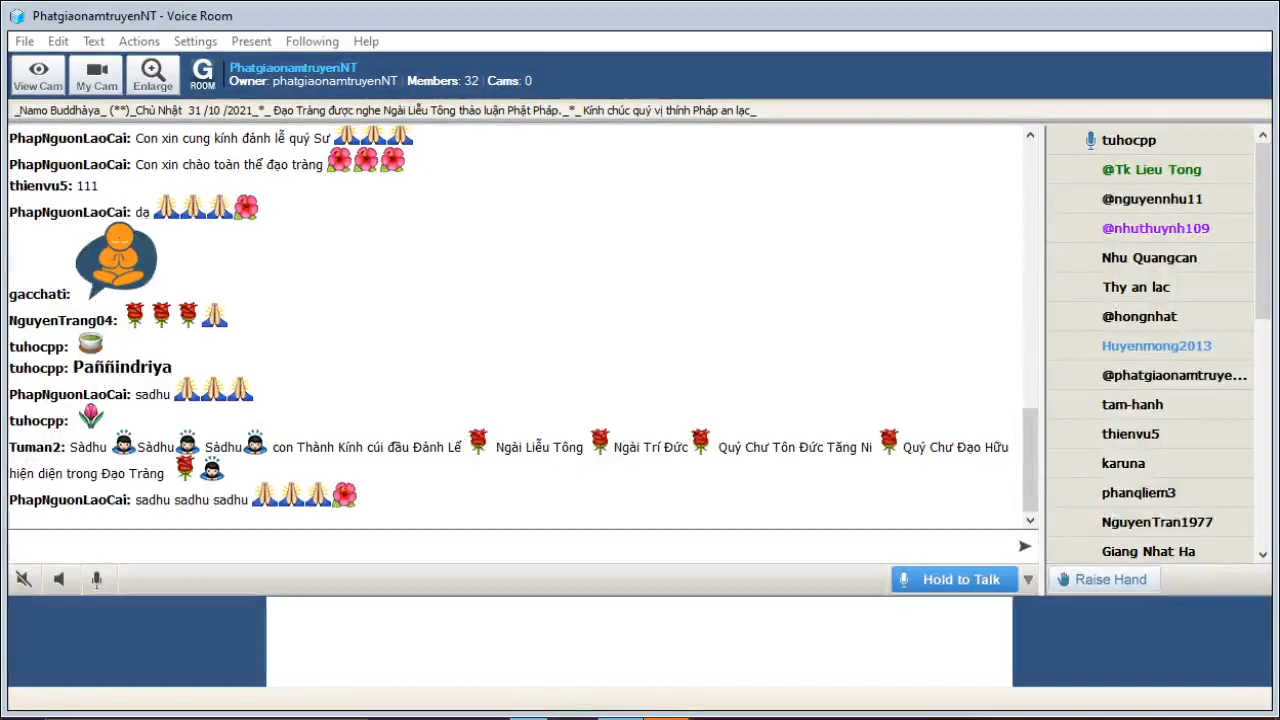 PhatgiaonamtruyenNT - Voice Room
File Edit Text Actions Settings Present Following Help
View Cam My Cam Enlarge G ROOM
PhatgiaonamtruyenNT
Owner: phatgiaonamtruyenNT Members: 32 Cams: 0
_Namo Buddhàya_ (**)_Chủ Nhật 31 /10 /2021_*_ Đạo Tràng được nghe Ngài Liễu Tông thảo luận Phật Pháp._*_Kính chúc quý vị thính Pháp an lạc_
PhapNguonLaoCai: Con xin cung kính đảnh lễ quý Sư
PhapNguonLaoCai: Con xin chào toàn thể đạo tràng
thienvu5: 111
PhapNguonLaoCai: dạ
gacchati:
NguyenTrang04:
tuhocpp:
tuhocpp: Paññindriya
PhapNguonLaoCai: sadhu
tuhocpp:
Tuman2: Sàdhu Sàdhu Sàdhu con Thành Kính cúi đầu Đảnh Lể Ngài Liễu Tông Ngài Trí Đức Quý Chư Tôn Đức Tăng Ni Quý Chư Đạo Hữu
hiện diện trong Đạo Tràng
PhapNguonLaoCai: sadhu sadhu sadhu
tuhocpp
@Tk Lieu Tong
@nguyennhu11
@nhuthuynh109
Nhu Quangcan
Thy an lac
@hongnhat
Huyenmong2013
@phatgiaonamtruye...
tam-hanh
thienvu5
karuna
phanqliem3
NguyenTran1977
Giang Nhat Ha
Hold to Talk
Raise Hand